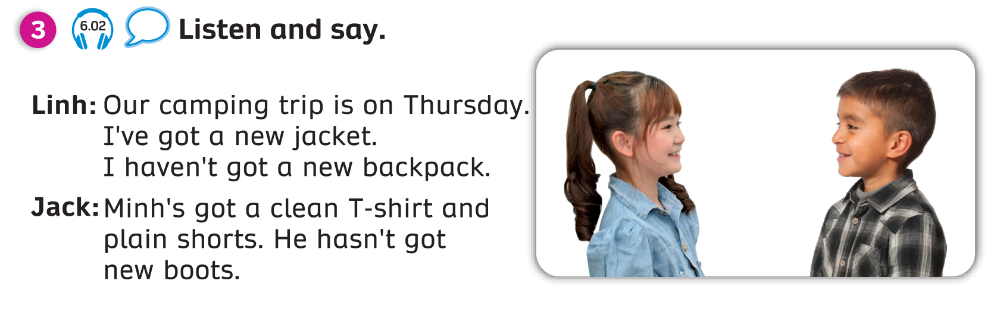 3 6.02 Listen and say.
Linh: Our camping trip is on Thursday.
I've got a new jacket.
I haven't got a new backpack.
Jack: Minh's got a clean T-shirt and
plain shorts. He hasn't got
new boots.